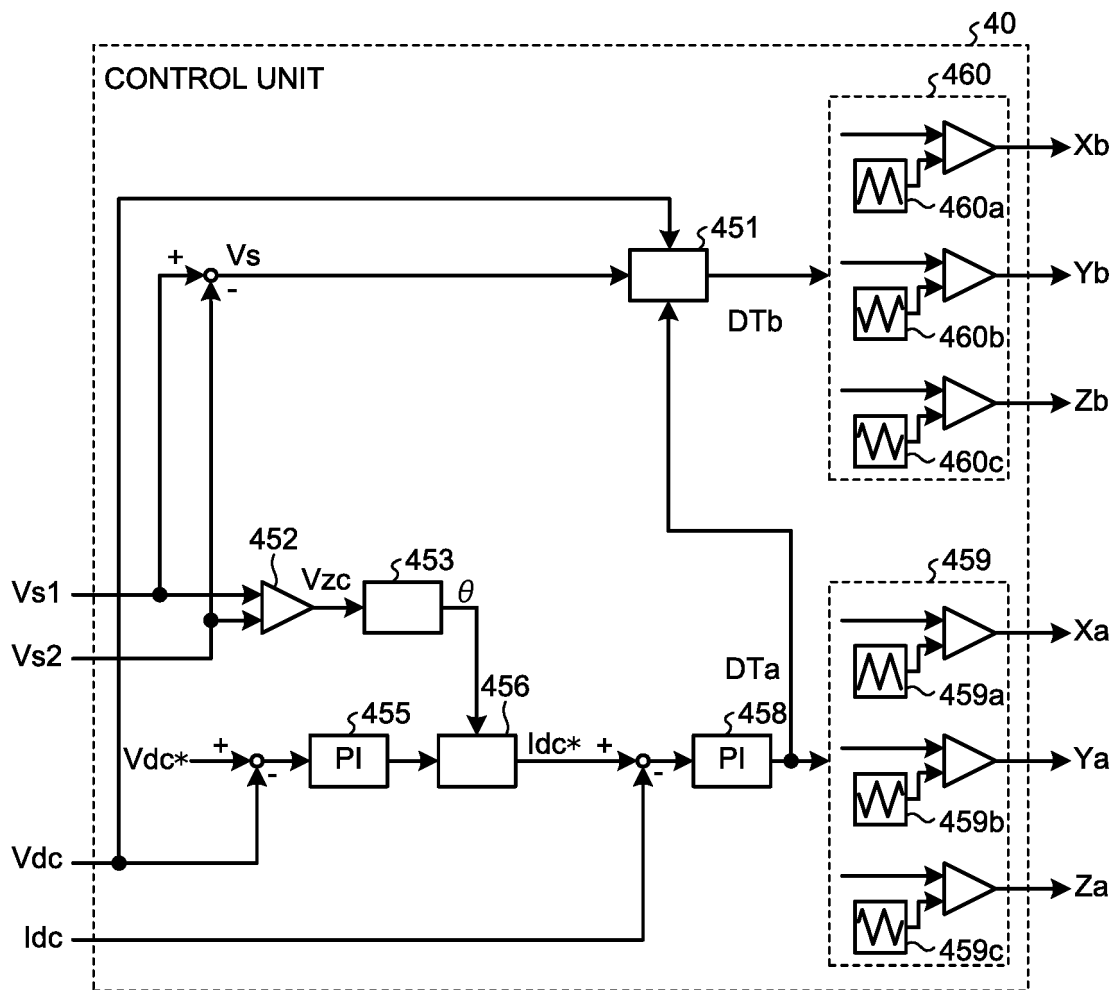 40
CONTROL UNIT
460
Xb
460a
451
Vs
+
-
Yb
DTb
460b
Zb
460c
452
453
459
Vzc
θ
Vs1
Xa
Vs2
DTa
459a
456
455
458
Idc*
+
-
Vdc*
+
-
PI
PI
Ya
459b
Vdc
Za
Idc
459c